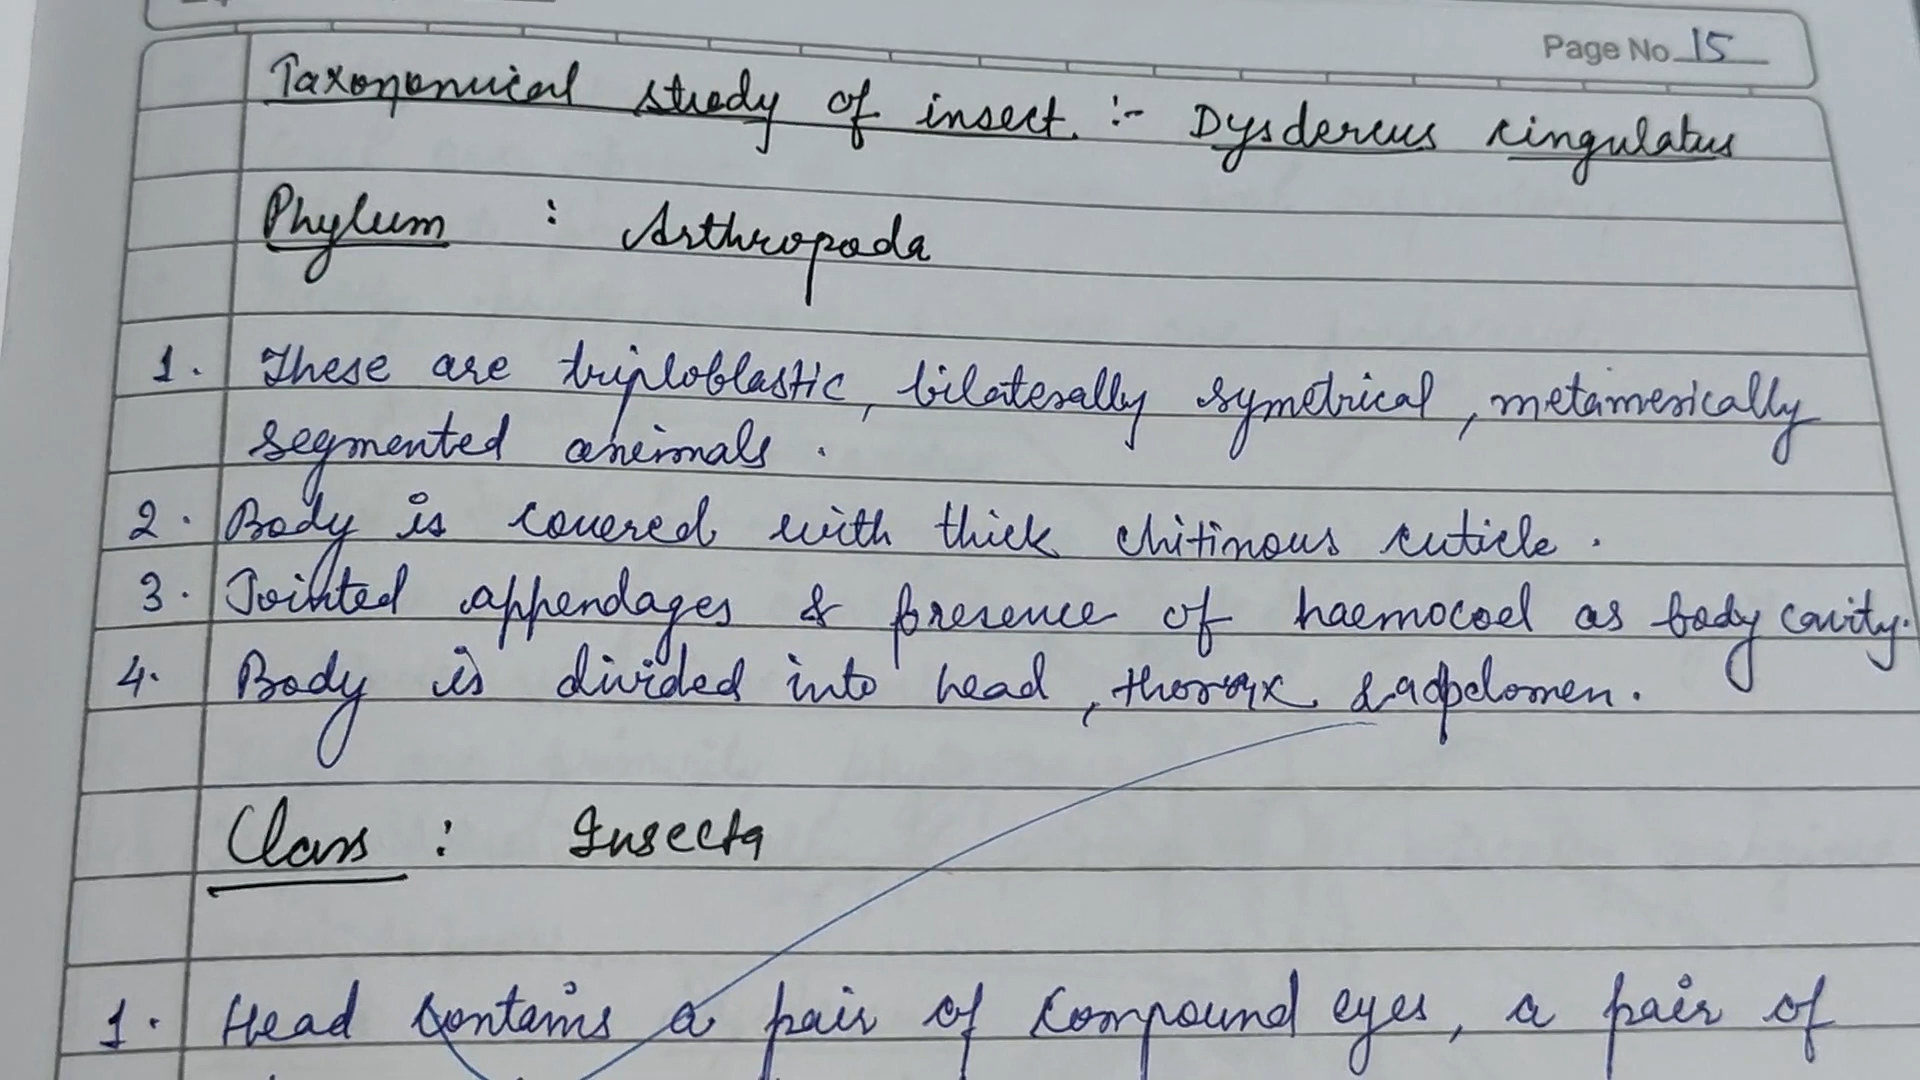 Page No. 15
Taxonomical study of insect. :- Dysdercus cingulatus
Phylum : Arthropoda
1. These are triploblastic, bilaterally symetrical, metamerically
segmented animals.
2. Body is covered with thick chitinous cuticle.
3. Jointed appendages & presence of haemocoel as body cavity.
4. Body is divided into head, thorax & abdomen.
Class : Insecta
1. Head contains a pair of compound eyes, a pair of